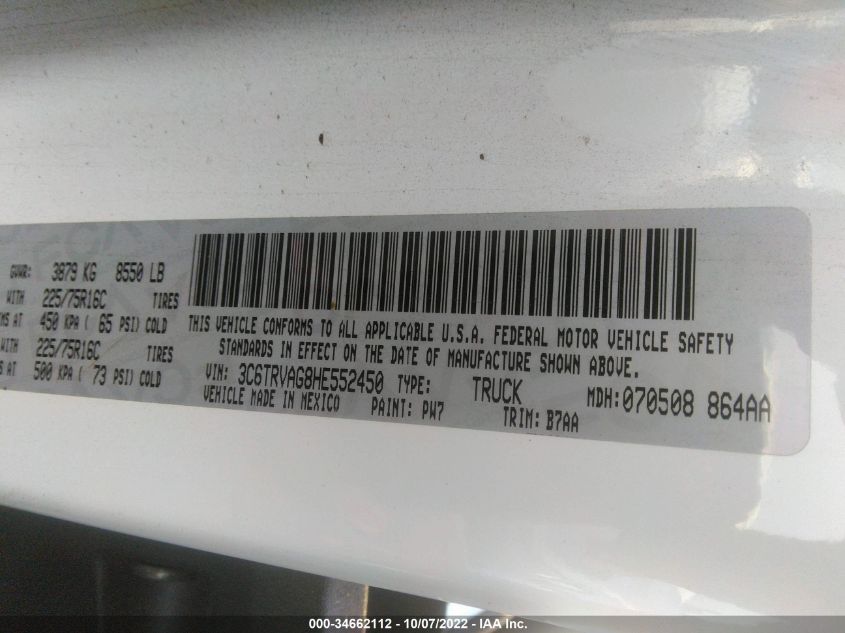 GVWR: 3879 KG 8550 LB
WITH 225/75R16C TIRES
MS AT 450 KPA ( 65 PSI) COLD
WITH 225/75R16C TIRES
S AT 500 KPA ( 73 PSI) COLD
THIS VEHICLE CONFORMS TO ALL APPLICABLE U.S.A. FEDERAL MOTOR VEHICLE SAFETY
STANDARDS IN EFFECT ON THE DATE OF MANUFACTURE SHOWN ABOVE.
VIN: 3C6TRVAG8HE552450 TYPE: TRUCK MDH:070508 864AA
VEHICLE MADE IN MEXICO PAINT: PW7 TRIM: B7AA
000-34662112 - 10/07/2022 - IAA Inc.